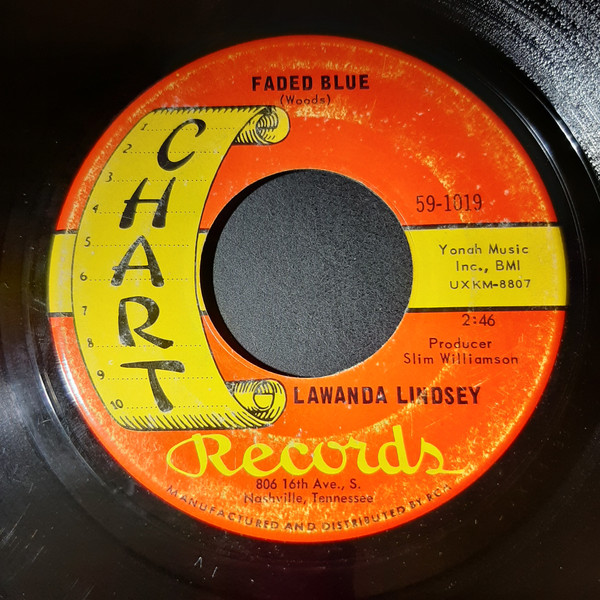 FADED BLUE
(Woods)
CHART
1
2
3
4
5
6
7
8
9
10
59-1019
Yonah Music
Inc., BMI
UXKM-8807
2:46
Producer
Slim Williamson
LAWANDA LINDSEY
Records
806 16th Ave., S.
Nashville, Tennessee
MANUFACTURED AND DISTRIBUTED BY RCA